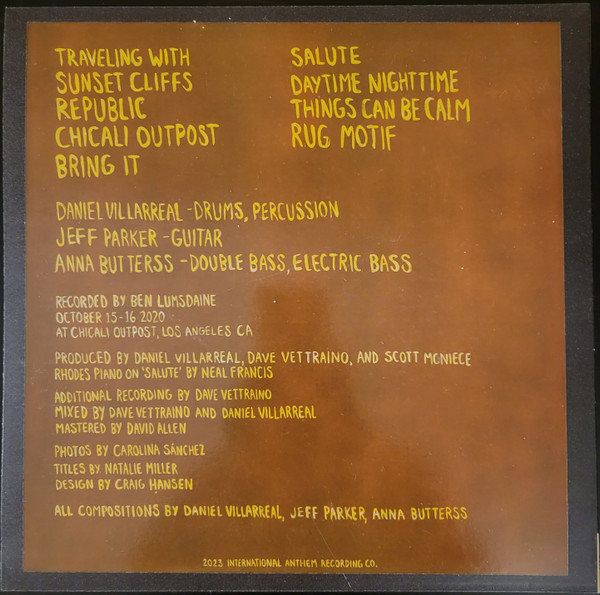 TRAVELING WITH
SUNSET CLIFFS
REPUBLIC
CHICALI OUTPOST
BRING IT
SALUTE
DAYTIME NIGHTTIME
THINGS CAN BE CALM
RUG MOTIF
DANIEL VILLARREAL - DRUMS, PERCUSSION
JEFF PARKER - GUITAR
ANNA BUTTERSS - DOUBLE BASS, ELECTRIC BASS
RECORDED BY BEN LUMSDAINE
OCTOBER 15-16 2020
AT CHICALI OUTPOST, LOS ANGELES CA
PRODUCED BY DANIEL VILLARREAL, DAVE VETTRAINO, AND SCOTT MCNIECE
RHODES PIANO ON 'SALUTE' BY NEAL FRANCIS
ADDITIONAL RECORDING BY DAVE VETTRAINO
MIXED BY DAVE VETTRAINO AND DANIEL VILLARREAL
MASTERED BY DAVID ALLEN
PHOTOS BY CAROLINA SÁNCHEZ
TITLES BY NATALIE MILLER
DESIGN BY CRAIG HANSEN
ALL COMPOSITIONS BY DANIEL VILLARREAL, JEFF PARKER, ANNA BUTTERSS
2023 INTERNATIONAL ANTHEM RECORDING CO.